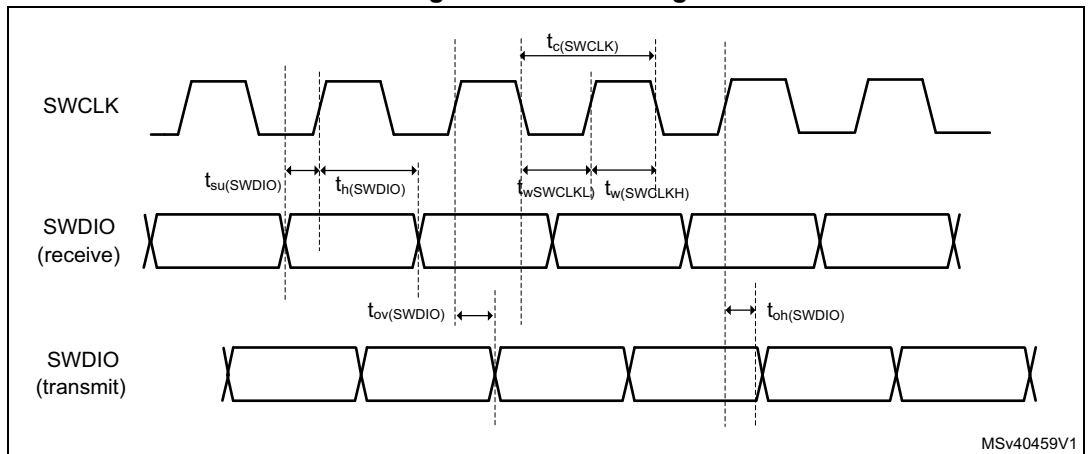 t_c(SWCLK)
SWCLK
t_su(SWDIO) t_h(SWDIO) t_wSWCLKL) t_w(SWCLKH)
SWDIO
(receive)
t_ov(SWDIO) t_oh(SWDIO)
SWDIO
(transmit)
MSv40459V1